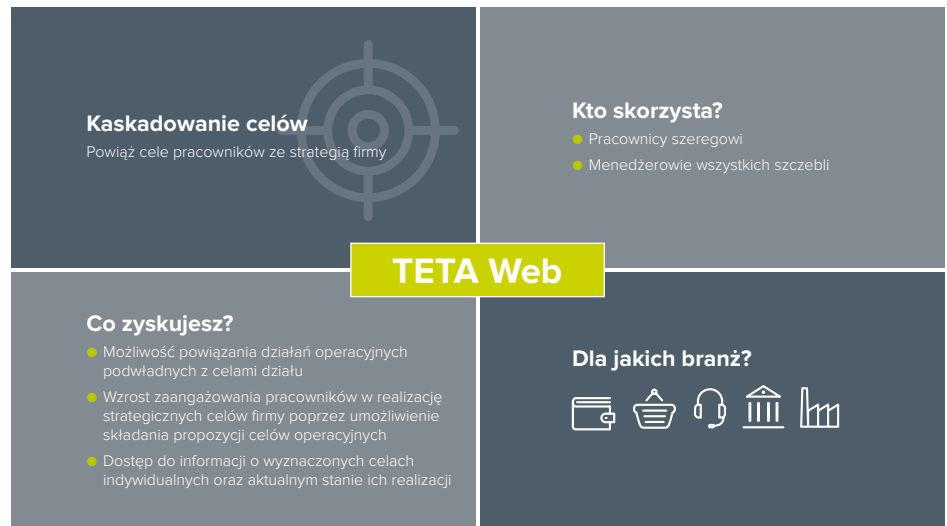 Kaskadowanie celów
Powiąż cele pracowników ze strategią firmy
Kto skorzysta?
Pracownicy szeregowi
Menedżerowie wszystkich szczebli
TETA Web
Co zyskujesz?
Możliwość powiązania działań operacyjnych
podwładnych z celami działu
Wzrost zaangażowania pracowników w realizację
strategicznych celów firmy poprzez umożliwienie
składania propozycji celów operacyjnych
Dostęp do informacji o wyznaczonych celach
indywidualnych oraz aktualnym stanie ich realizacji
Dla jakich branż?